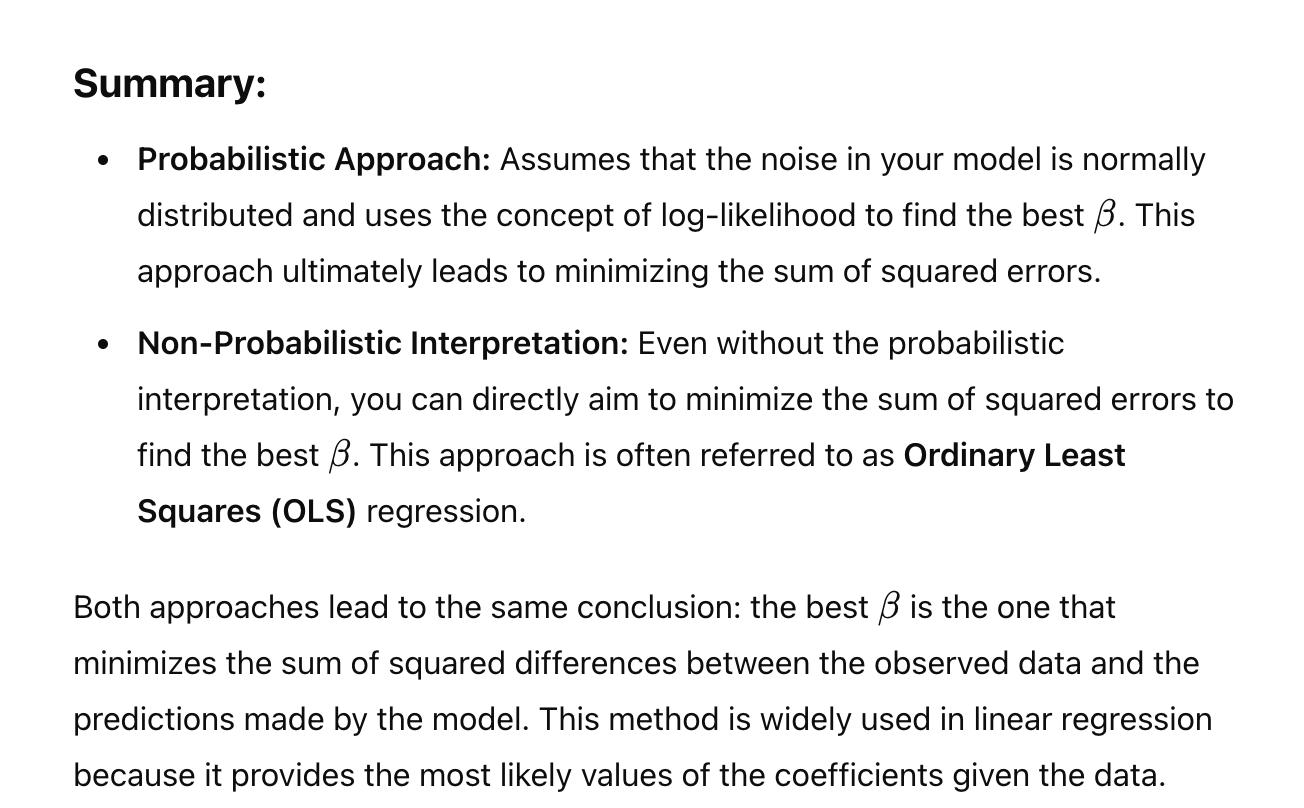 Summary:
• Probabilistic Approach: Assumes that the noise in your model is normally
distributed and uses the concept of log-likelihood to find the best β. This
approach ultimately leads to minimizing the sum of squared errors.
• Non-Probabilistic Interpretation: Even without the probabilistic
interpretation, you can directly aim to minimize the sum of squared errors to
find the best β. This approach is often referred to as Ordinary Least
Squares (OLS) regression.
Both approaches lead to the same conclusion: the best β is the one that
minimizes the sum of squared differences between the observed data and the
predictions made by the model. This method is widely used in linear regression
because it provides the most likely values of the coefficients given the data.